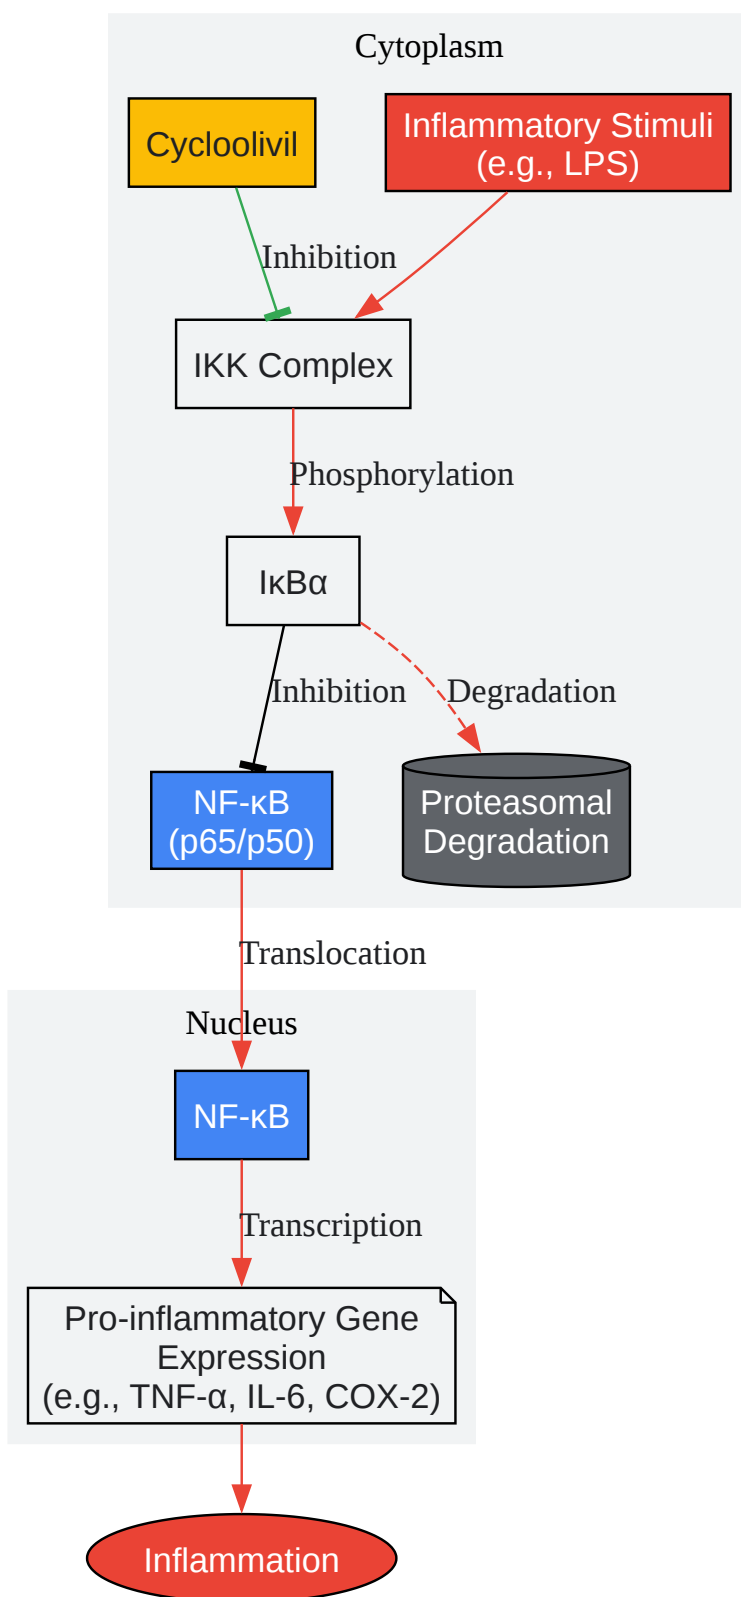 Cytoplasm
Cycloolivil
Inflammatory Stimuli
(e.g., LPS)
Inhibition
IKK Complex
Phosphorylation
IκBα
Inhibition
Degradation
NF-κB
(p65/p50)
Proteasomal
Degradation
Translocation
Nucleus
NF-κB
Transcription
Pro-inflammatory Gene
Expression
(e.g., TNF-α, IL-6, COX-2)
Inflammation